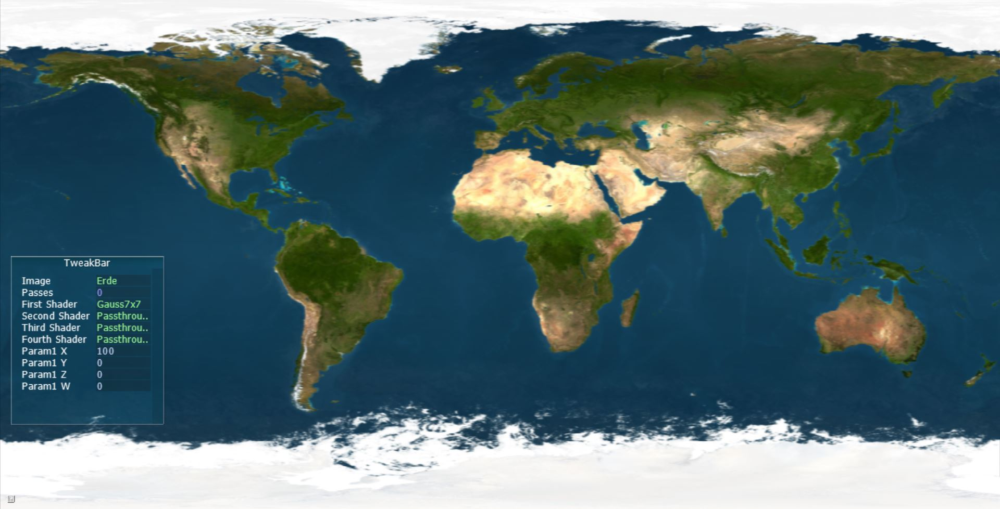 TweakBar
Image Erde
Passes 0
First Shader Gauss7x7
Second Shader Passthrou..
Third Shader Passthrou..
Fourth Shader Passthrou..
Param1 X 100
Param1 Y 0
Param1 Z 0
Param1 W 0